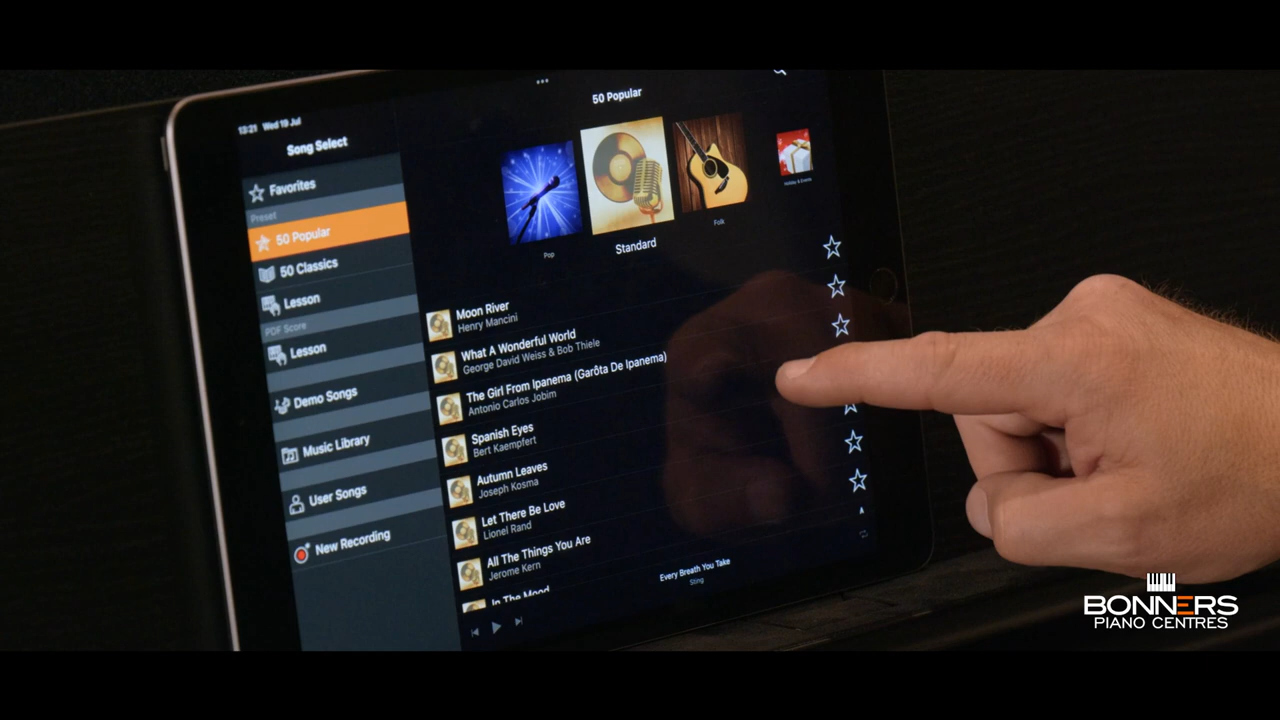 13:21 Wed 19 Jul
Song Select
Favorites
Preset
50 Popular
50 Classics
Lesson
PDF Score
Lesson
Demo Songs
Music Library
User Songs
New Recording
50 Popular
Pop
Standard
Folk
Holiday & Events
Moon River
Henry Mancini
What A Wonderful World
George David Weiss & Bob Thiele
The Girl From Ipanema (Garôta De Ipanema)
Antonio Carlos Jobim
Spanish Eyes
Bert Kaempfert
Autumn Leaves
Joseph Kosma
Let There Be Love
Lionel Rand
All The Things You Are
Jerome Kern
In The Mood
Every Breath You Take
Sting
BONNERS
PIANO CENTRES